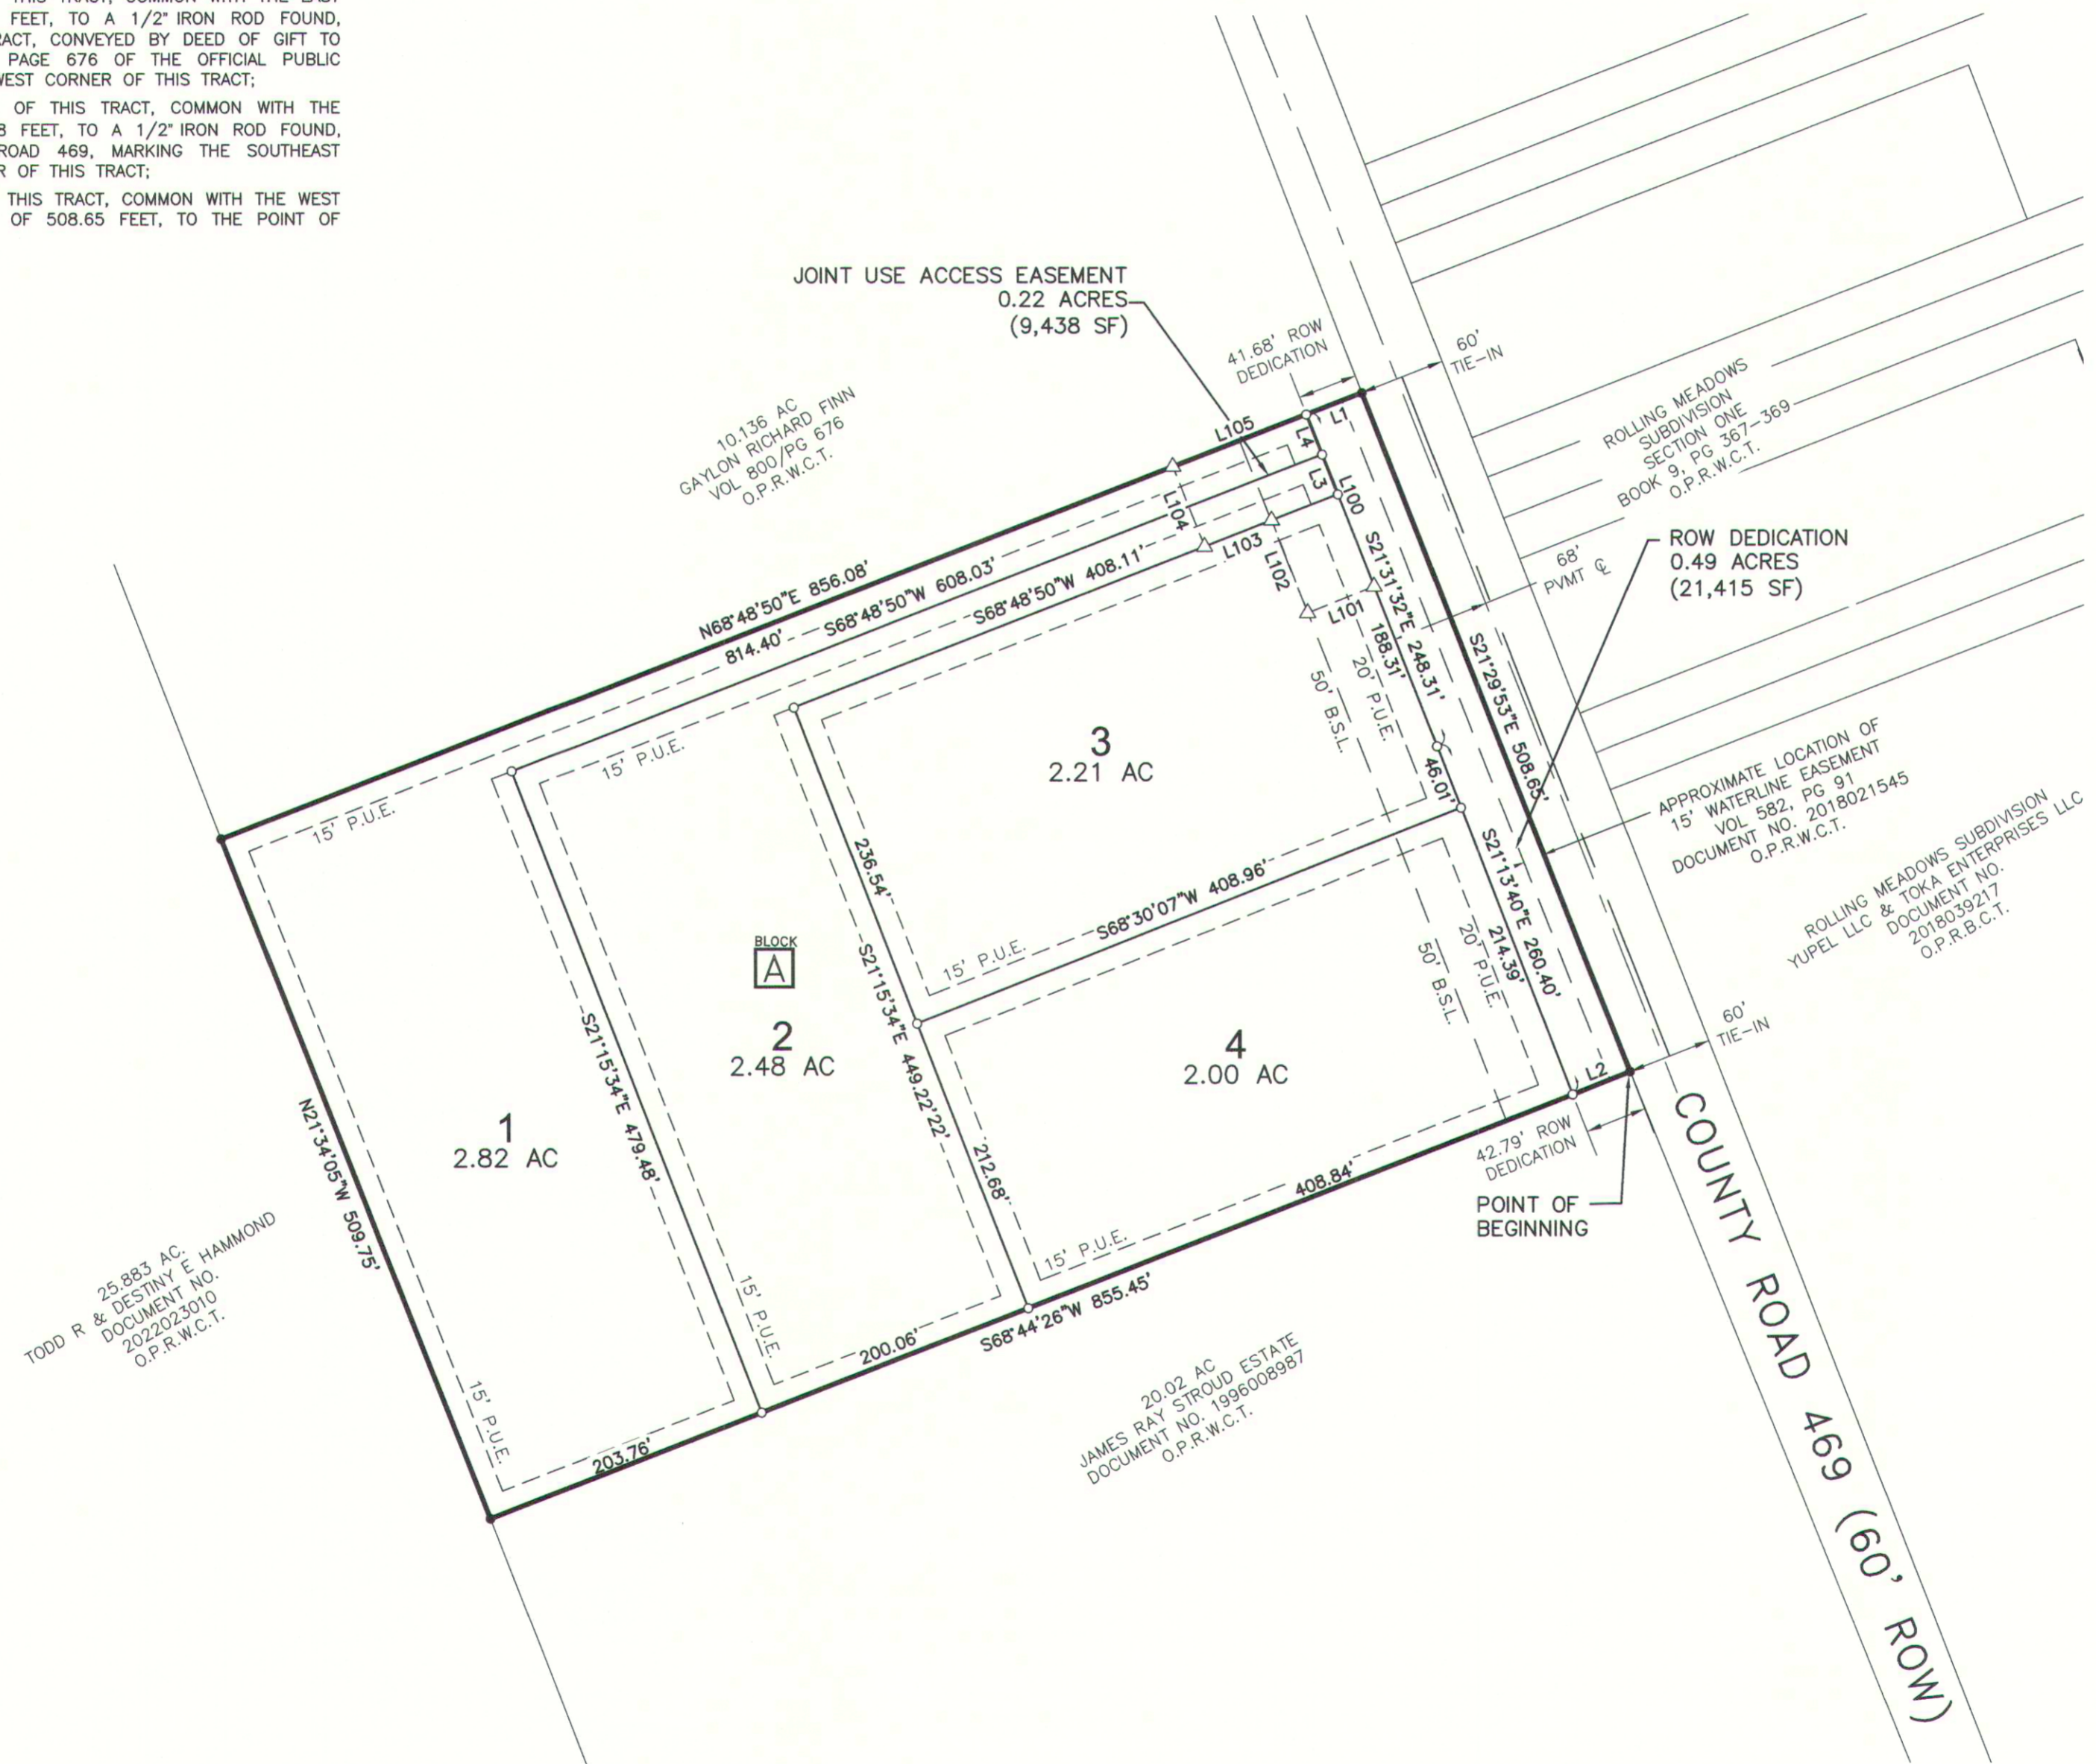 FEET, TO A 1/2" IRON ROD FOUND,
CONVEYED BY DEED OF GIFT TO
PAGE 676 OF THE OFFICIAL PUBLIC
CORNER OF THIS TRACT;
OF THIS TRACT, COMMON WITH THE
FEET, TO A 1/2" IRON ROD FOUND,
ROAD 469, MARKING THE SOUTHEAST
OF THIS TRACT;
THIS TRACT, COMMON WITH THE WEST
OF 508.65 FEET, TO THE POINT OF
JOINT USE ACCESS EASEMENT
0.22 ACRES
(9,438 SF)
41.68' ROW
DEDICATION
60'
TIE-IN
10.136 AC
GAYLON RICHARD FINN
VOL 800/PG 676
O.P.R.W.C.T.
ROLLING MEADOWS
SUBDIVISION
SECTION ONE
BOOK 9, PG 367-369
O.P.R.W.C.T.
L105
L1
L4
L3
L100
L104
L103
L102
L101
68'
PVMT ℄
ROW DEDICATION
0.49 ACRES
(21,415 SF)
N68°48'50"E 856.08'
814.40'
S68°48'50"W 608.03'
S68°48'50"W 408.11'
S21°31'32"E 248.31'
188.31'
S21°29'53"E 508.65'
20' P.U.E.
50' B.S.L.
46.01'
15' P.U.E.
15' P.U.E.
3
2.21 AC
APPROXIMATE LOCATION OF
15' WATERLINE EASEMENT
VOL 582, PG 91
DOCUMENT NO. 2018021545
O.P.R.W.C.T.
ROLLING MEADOWS SUBDIVISION
YUPEL LLC & TOKA ENTERPRISES LLC
DOCUMENT NO.
2018039217
O.P.R.B.C.T.
236.54'
S68°30'07"W 408.96'
15' P.U.E.
S21°13'40"E 260.40'
214.39'
20' P.U.E.
50' B.S.L.
BLOCK
A
2
2.48 AC
S21°15'34"E 449.22'22'
S21°15'34"E 479.48'
4
2.00 AC
212.68'
L2
60'
TIE-IN
42.79' ROW
DEDICATION
POINT OF
BEGINNING
1
2.82 AC
N21°34'05"W 509.75'
408.84'
15' P.U.E.
15' P.U.E.
S68°44'26"W 855.45'
200.06'
203.76'
15' P.U.E.
25.883 AC.
TODD R & DESTINY E HAMMOND
DOCUMENT NO.
2022023010
O.P.R.W.C.T.
20.02 AC
JAMES RAY STROUD ESTATE
DOCUMENT NO. 1996008987
O.P.R.W.C.T.
COUNTY ROAD 469 (60' ROW)